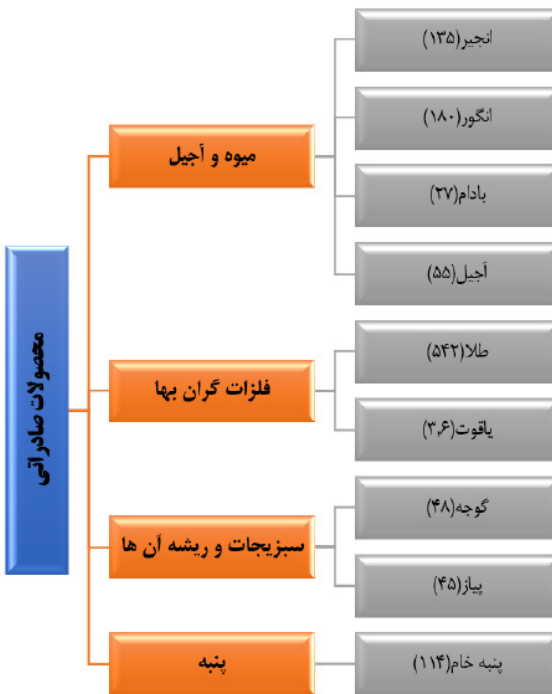 محصولات صادراتی
میوه و آجیل
انجیر(۱۳۵)
انگور(۱۸۰)
بادام(۲۷)
آجیل(۵۵)
فلزات گران بها
طلا(۵۴۲)
یاقوت(۳,۶)
سبزیجات و ریشه آن ها
گوجه(۴۸)
پیاز(۴۵)
پنبه
پنبه خام(۱۱۴)